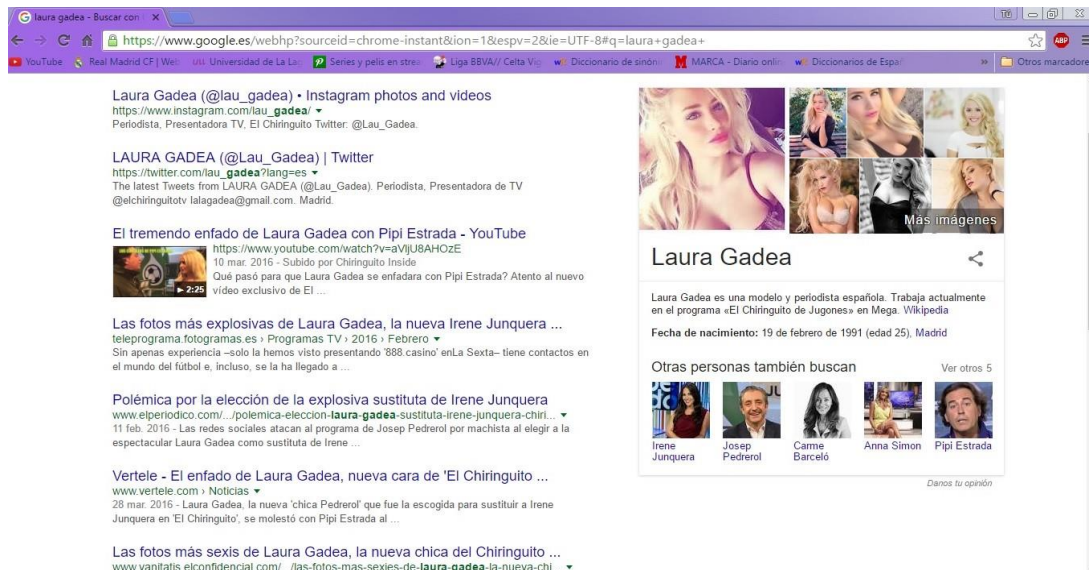 laura gadea - Buscar con
https://www.google.es/webhp?sourceid=chrome-instant&ion=1&espv=2&ie=UTF-8#q=laura+gadea+
ABP
YouTube Real Madrid CF | Web Universidad de La Lag Series y pelis en strea Liga BBVA// Celta Vig Diccionario de sinóni MARCA - Diario onlin Diccionarios de Españ » Otros marcadore
Laura Gadea (@lau_gadea) • Instagram photos and videos
https://www.instagram.com/lau_gadea/
Periodista, Presentadora TV, El Chiringuito Twitter: @Lau_Gadea.
LAURA GADEA (@Lau_Gadea) | Twitter
https://twitter.com/lau_gadea?lang=es
The latest Tweets from LAURA GADEA (@Lau_Gadea). Periodista, Presentadora de TV
@elchiringuitotv lalagadea@gmail.com. Madrid.
El tremendo enfado de Laura Gadea con Pipi Estrada - YouTube
https://www.youtube.com/watch?v=aVljU8AHOzE
10 mar. 2016 - Subido por Chiringuito Inside
Qué pasó para que Laura Gadea se enfadara con Pipi Estrada? Atento al nuevo
vídeo exclusivo de El ...
2:25
Las fotos más explosivas de Laura Gadea, la nueva Irene Junquera ...
teleprograma.fotogramas.es › Programas TV › 2016 › Febrero
Sin apenas experiencia –solo la hemos visto presentando '888.casino' enLa Sexta– tiene contactos en
el mundo del fútbol e, incluso, se la ha llegado a ...
Polémica por la elección de la explosiva sustituta de Irene Junquera
www.elperiodico.com/.../polemica-eleccion-laura-gadea-sustituta-irene-junquera-chiri...
11 feb. 2016 - Las redes sociales atacan al programa de Josep Pedrerol por machista al elegir a la
espectacular Laura Gadea como sustituta de Irene ...
Vertele - El enfado de Laura Gadea, nueva cara de 'El Chiringuito ...
www.vertele.com › Noticias
28 mar. 2016 - Laura Gadea, la nueva 'chica Pedrerol' que fue la escogida para sustituir a Irene
Junquera en 'El Chiringuito', se molestó con Pipi Estrada al ...
Las fotos más sexis de Laura Gadea, la nueva chica del Chiringuito ...
www.vanitatis.elconfidencial.com/.../las-fotos-mas-sexies-de-laura-gadea-la-nueva-chi...
Más imágenes
Laura Gadea
Laura Gadea es una modelo y periodista española. Trabaja actualmente
en el programa «El Chiringuito de Jugones» en Mega. Wikipedia
Fecha de nacimiento: 19 de febrero de 1991 (edad 25), Madrid
Otras personas también buscan
Ver otros 5
Irene Junquera
Josep Pedrerol
Carme Barceló
Anna Simon
Pipi Estrada
Danos tu opinión